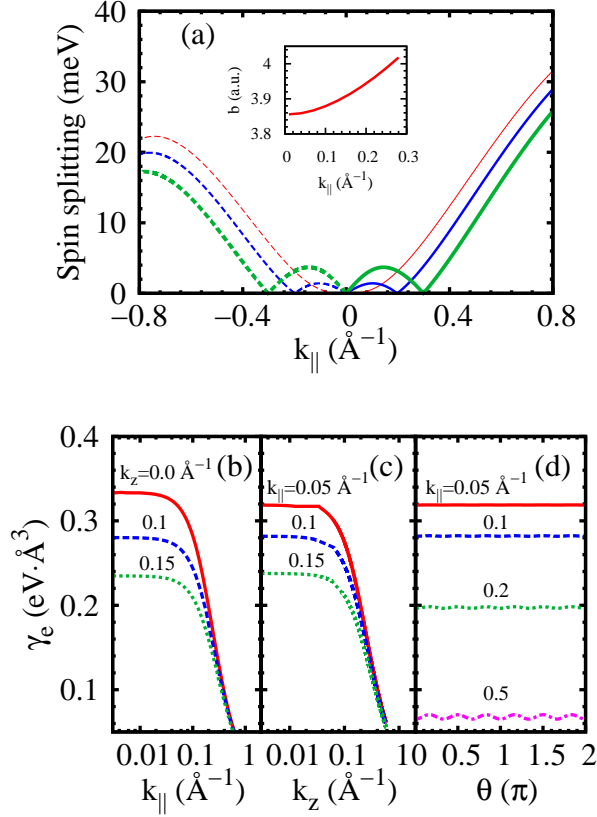 (a)
Spin splitting (meV)
40
30
20
10
0
−0.8
−0.4
0
0.4
0.8
k|| (Å−1)
b (a.u.)
4
3.9
3.8
0
0.1
0.2
0.3
k|| (Å−1)
γe (eV·Å3)
0.4
0.3
0.2
0.1
(b)
kz=0.0 Å−1
0.1
0.15
0.01
0.1
1
k|| (Å−1)
(c)
k||=0.05 Å−1
0.1
0.15
0.01
0.1
1
kz (Å−1)
(d)
k||=0.05 Å−1
0.1
0.2
0.5
0
0.5
1
1.5
2
θ (π)